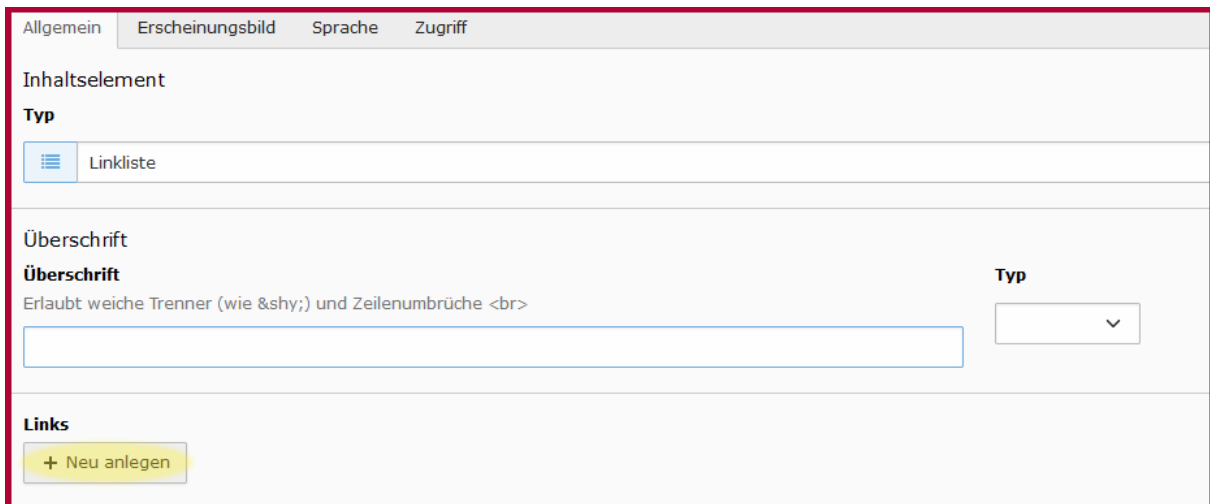 Allgemein Erscheinungsbild Sprache Zugriff
Inhaltselement
Typ
Linkliste
Überschrift
Überschrift Typ
Erlaubt weiche Trenner (wie &shy;) und Zeilenumbrüche <br>
Links
+ Neu anlegen